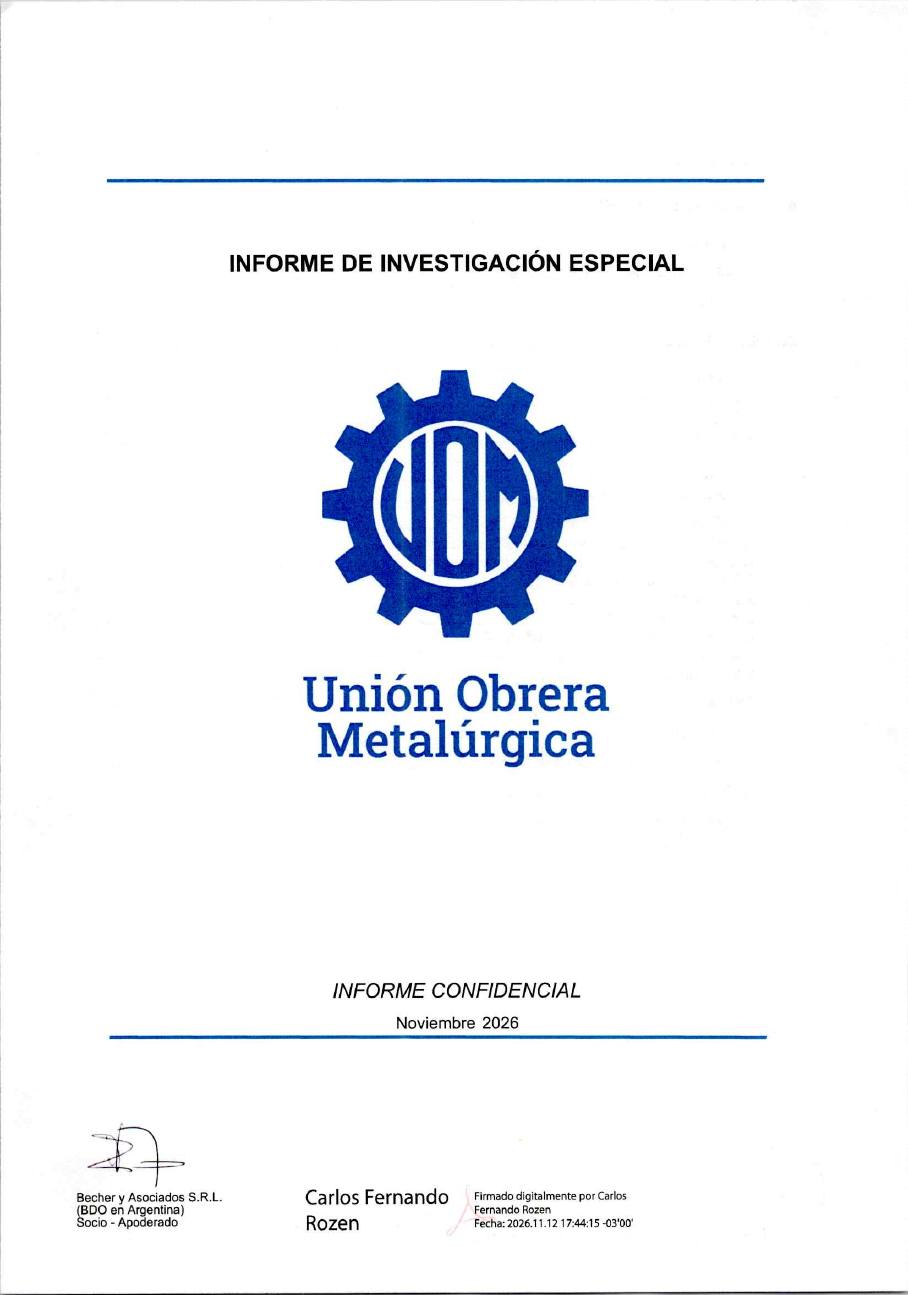 INFORME DE INVESTIGACIÓN ESPECIAL
UOM
Unión Obrera
Metalúrgica
INFORME CONFIDENCIAL
Noviembre 2026
Becher y Asociados S.R.L.
(BDO en Argentina)
Socio - Apoderado
Carlos Fernando
Rozen
Firmado digitalmente por Carlos
Fernando Rozen
Fecha: 2026.11.12 17:44:15 -03'00'